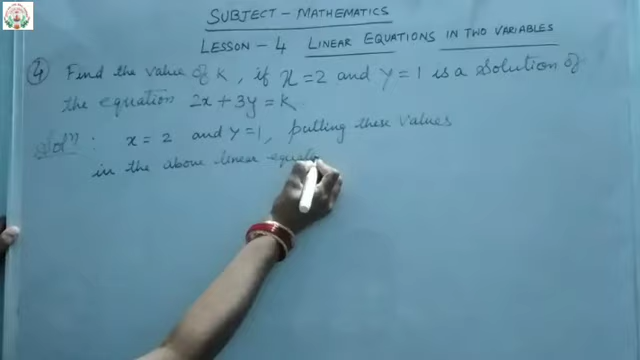 SUBJECT - MATHEMATICS
LESSON - 4 LINEAR EQUATIONS IN TWO VARIABLES
4 Find the value of k, if x = 2 and y = 1 is a solution of
the equation 2x + 3y = k
Solⁿ : x = 2 and y = 1, putting these values
in the above linear equatio